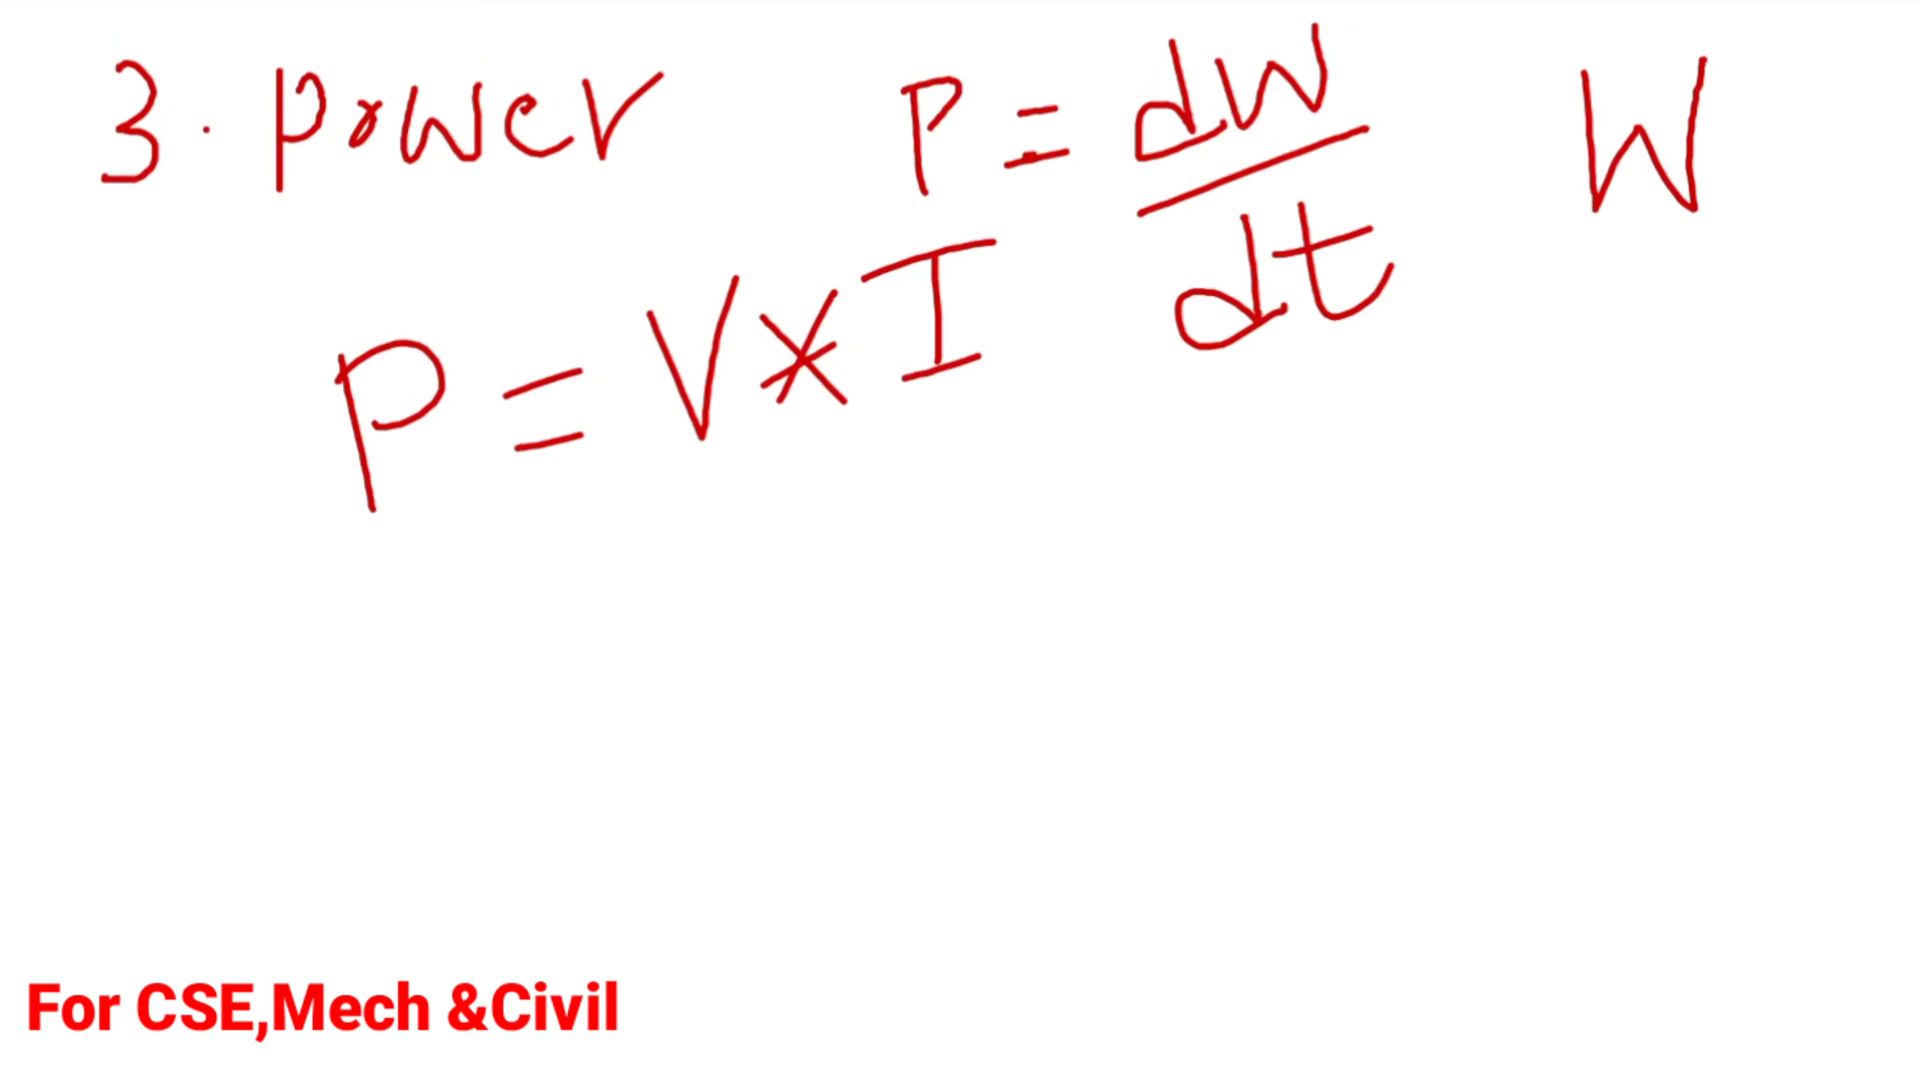 3. Power P = dW/dt W
P = V * I
For CSE,Mech &Civil